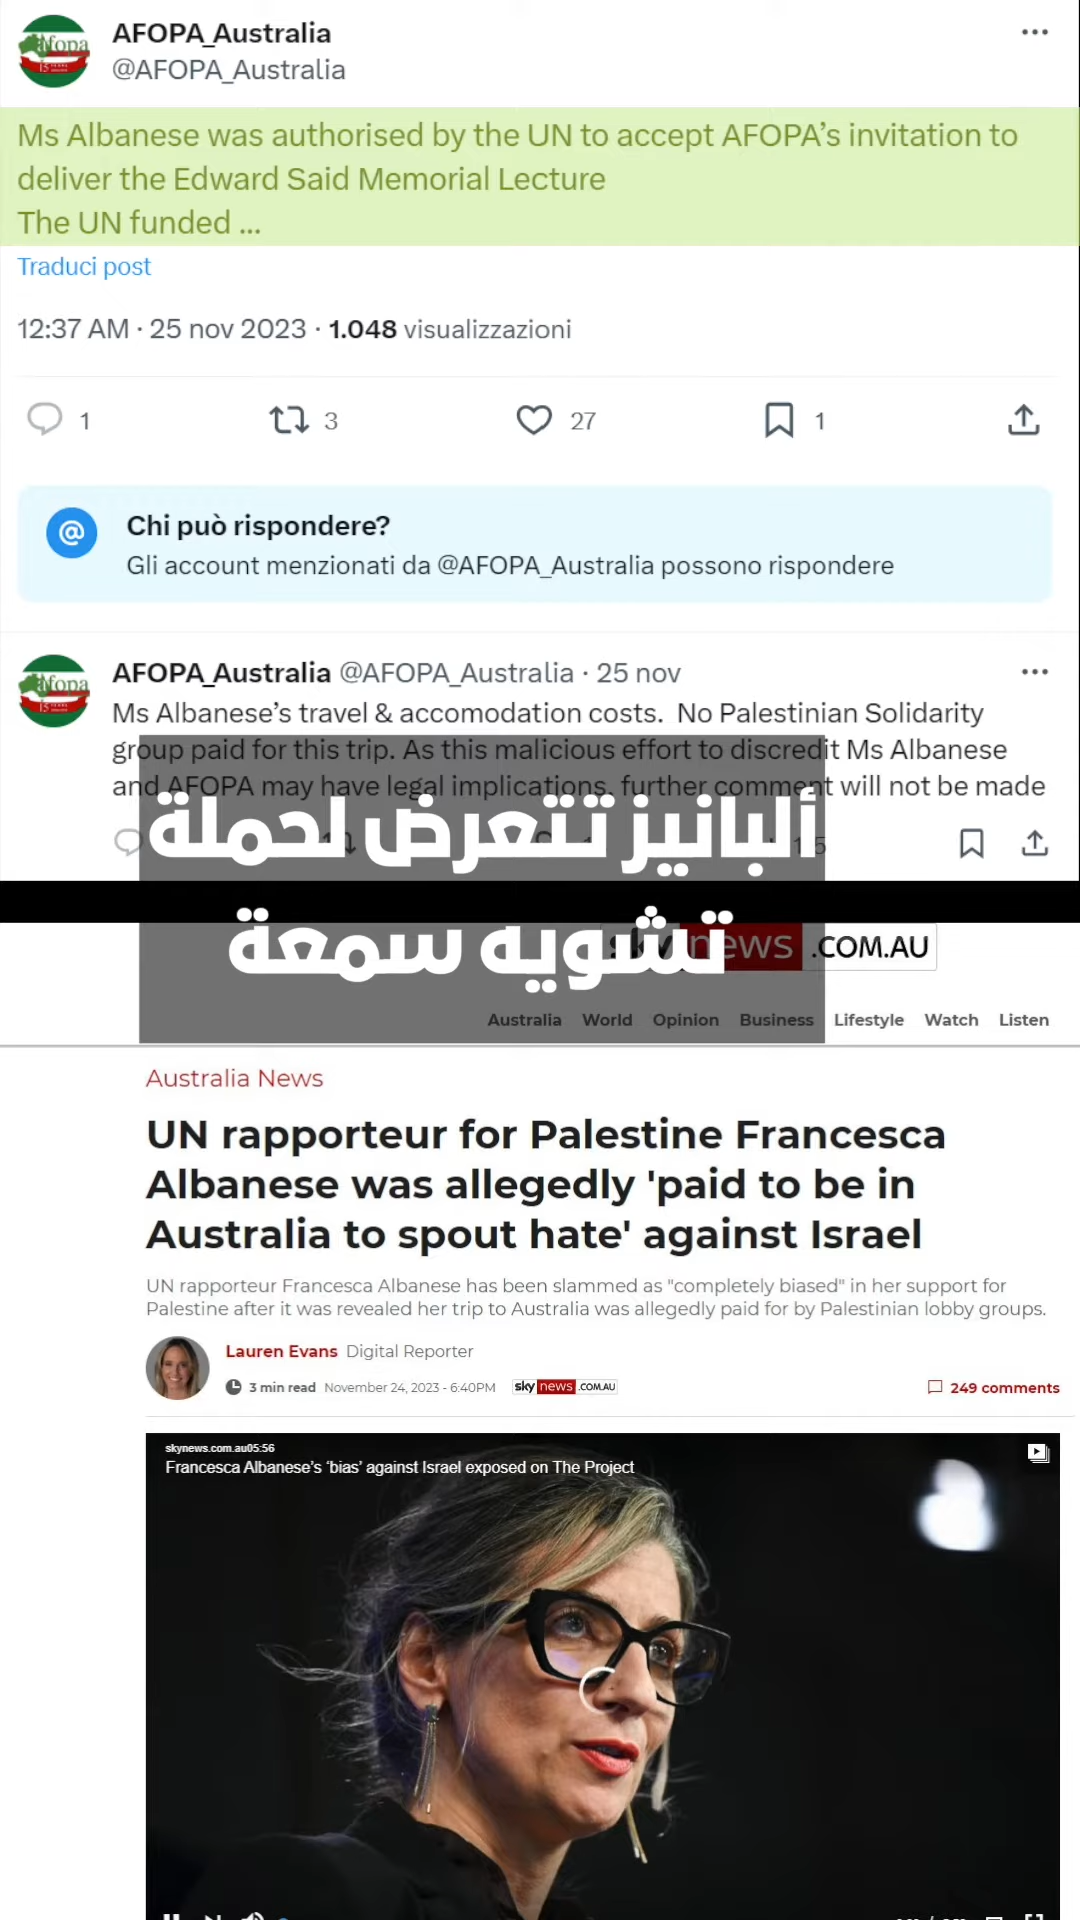 AFOPA_Australia
@AFOPA_Australia
Ms Albanese was authorised by the UN to accept AFOPA's invitation to
deliver the Edward Said Memorial Lecture
The UN funded ...
Traduci post
12:37 AM · 25 nov 2023 · 1.048 visualizzazioni
1 3 27 1
Chi può rispondere?
Gli account menzionati da @AFOPA_Australia possono rispondere
AFOPA_Australia @AFOPA_Australia · 25 nov
Ms Albanese's travel & accomodation costs. No Palestinian Solidarity
group paid for this trip. As this malicious effort to discredit Ms Albanese
and AFOPA may have legal implications, further comment will not be made
ألبانيز تتعرض لحملة
تشويه سمعة
sky news .COM.AU
Australia World Opinion Business Lifestyle Watch Listen
Australia News
UN rapporteur for Palestine Francesca
Albanese was allegedly 'paid to be in
Australia to spout hate' against Israel
UN rapporteur Francesca Albanese has been slammed as "completely biased" in her support for
Palestine after it was revealed her trip to Australia was allegedly paid for by Palestinian lobby groups.
Lauren Evans Digital Reporter
3 min read November 24, 2023 - 6:40PM sky news .COM.AU
249 comments
skynews.com.au05:56
Francesca Albanese's 'bias' against Israel exposed on The Project